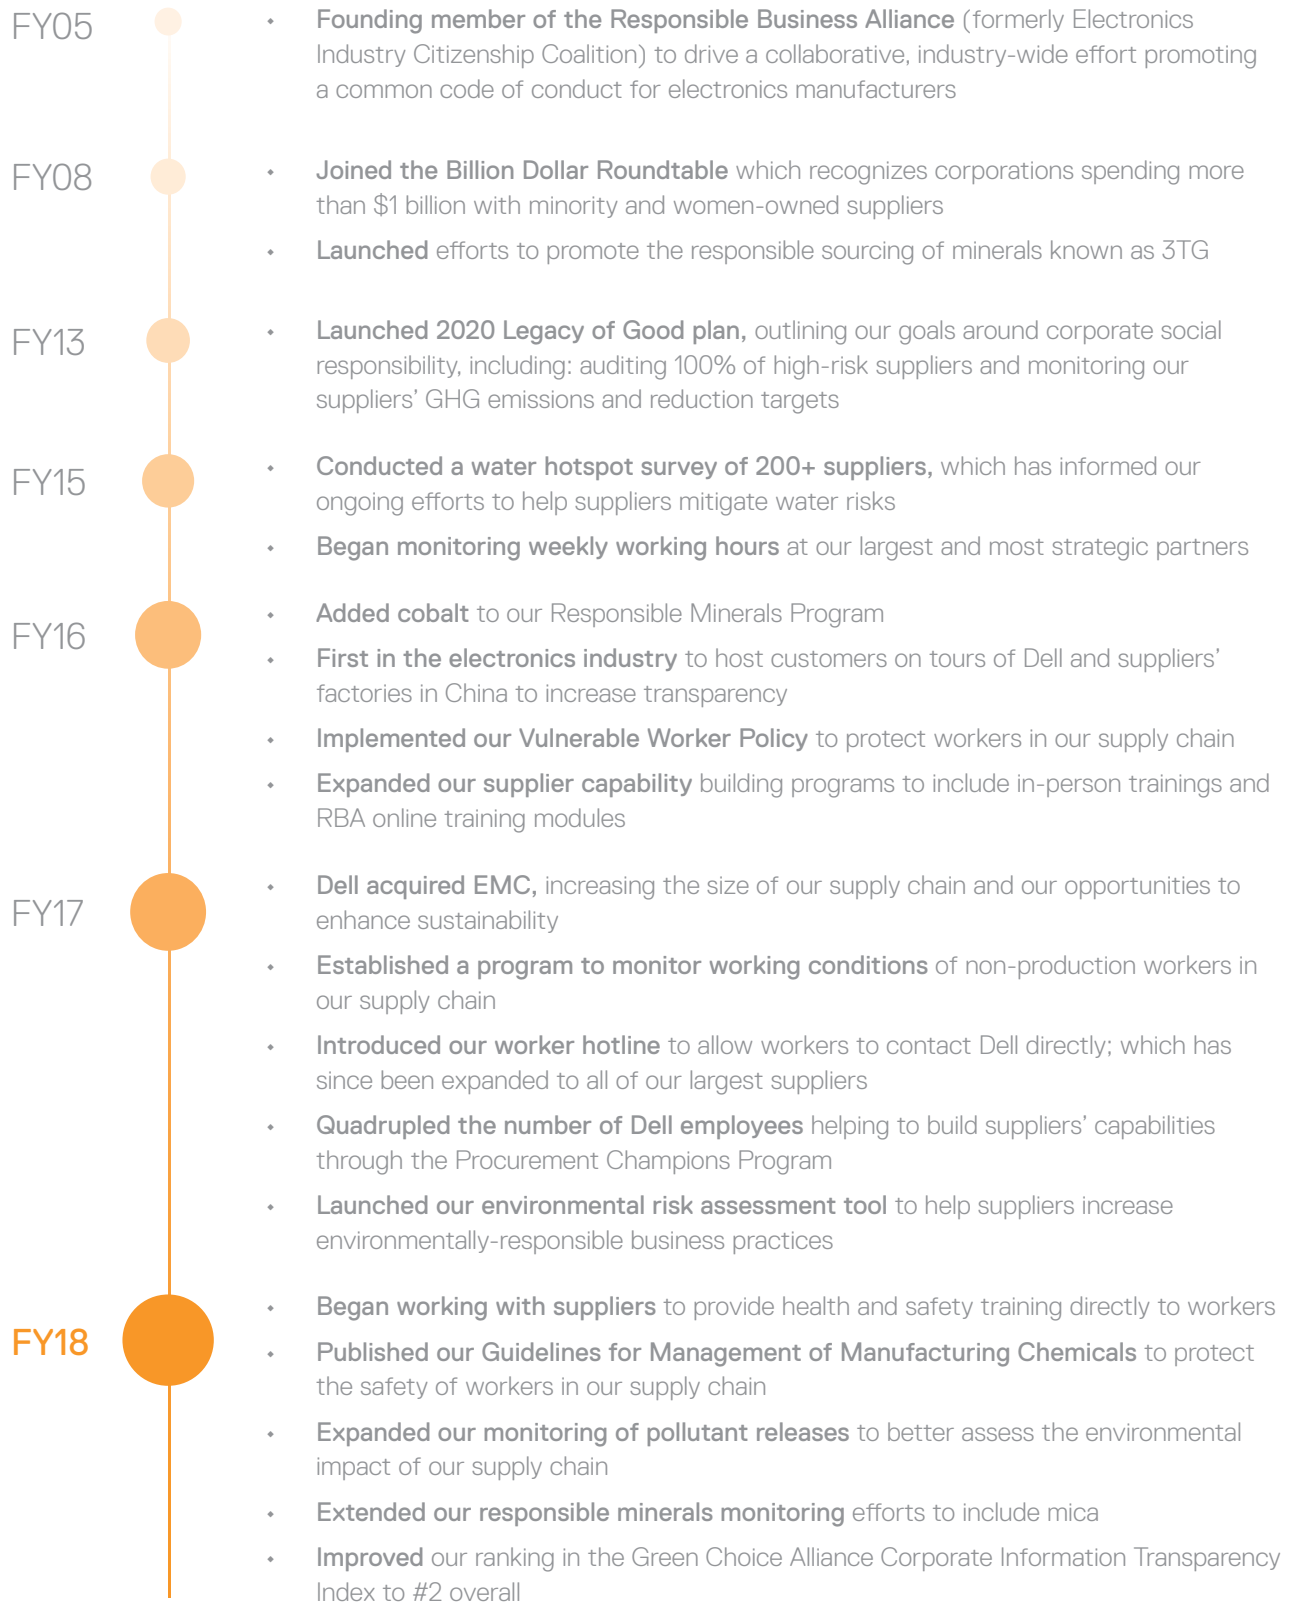 FY05
• Founding member of the Responsible Business Alliance (formerly Electronics
Industry Citizenship Coalition) to drive a collaborative, industry-wide effort promoting
a common code of conduct for electronics manufacturers
FY08
• Joined the Billion Dollar Roundtable which recognizes corporations spending more
than $1 billion with minority and women-owned suppliers
• Launched efforts to promote the responsible sourcing of minerals known as 3TG
FY13
• Launched 2020 Legacy of Good plan, outlining our goals around corporate social
responsibility, including: auditing 100% of high-risk suppliers and monitoring our
suppliers’ GHG emissions and reduction targets
FY15
• Conducted a water hotspot survey of 200+ suppliers, which has informed our
ongoing efforts to help suppliers mitigate water risks
• Began monitoring weekly working hours at our largest and most strategic partners
FY16
• Added cobalt to our Responsible Minerals Program
• First in the electronics industry to host customers on tours of Dell and suppliers’
factories in China to increase transparency
• Implemented our Vulnerable Worker Policy to protect workers in our supply chain
• Expanded our supplier capability building programs to include in-person trainings and
RBA online training modules
FY17
• Dell acquired EMC, increasing the size of our supply chain and our opportunities to
enhance sustainability
• Established a program to monitor working conditions of non-production workers in
our supply chain
• Introduced our worker hotline to allow workers to contact Dell directly; which has
since been expanded to all of our largest suppliers
• Quadrupled the number of Dell employees helping to build suppliers’ capabilities
through the Procurement Champions Program
• Launched our environmental risk assessment tool to help suppliers increase
environmentally-responsible business practices
FY18
• Began working with suppliers to provide health and safety training directly to workers
• Published our Guidelines for Management of Manufacturing Chemicals to protect
the safety of workers in our supply chain
• Expanded our monitoring of pollutant releases to better assess the environmental
impact of our supply chain
• Extended our responsible minerals monitoring efforts to include mica
• Improved our ranking in the Green Choice Alliance Corporate Information Transparency
Index to #2 overall